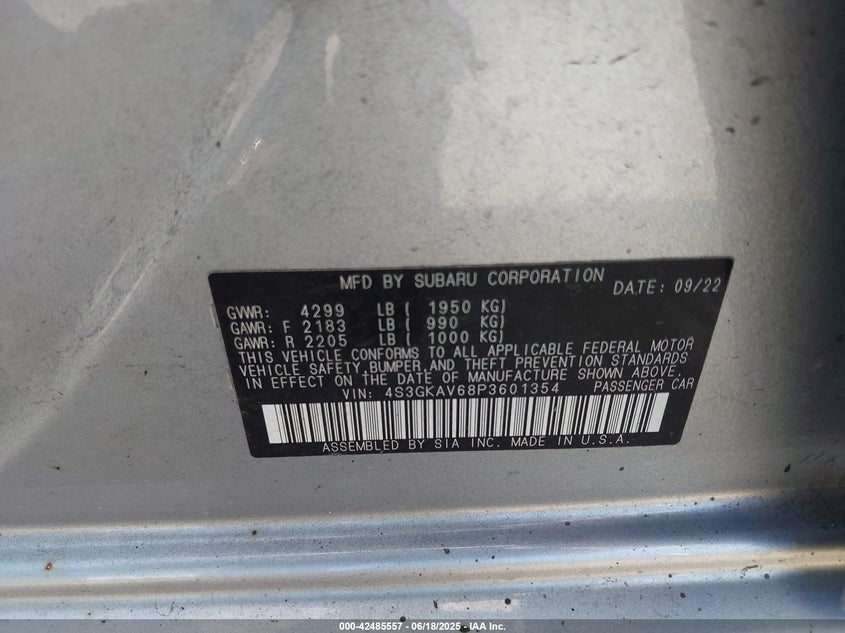 MFD BY SUBARU CORPORATION DATE: 09/22
GVWR: 4299 LB ( 1950 KG)
GAWR: F 2183 LB ( 990 KG)
GAWR: R 2205 LB ( 1000 KG)
THIS VEHICLE CONFORMS TO ALL APPLICABLE FEDERAL MOTOR
VEHICLE SAFETY, BUMPER, AND THEFT PREVENTION STANDARDS
IN EFFECT ON THE DATE OF MANUFACTURE SHOWN ABOVE.
VIN: 4S3GKAV68P3601354 PASSENGER CAR
ASSEMBLED BY SIA INC. MADE IN U.S.A.
000-42485557 - 06/18/2025 - IAA Inc.